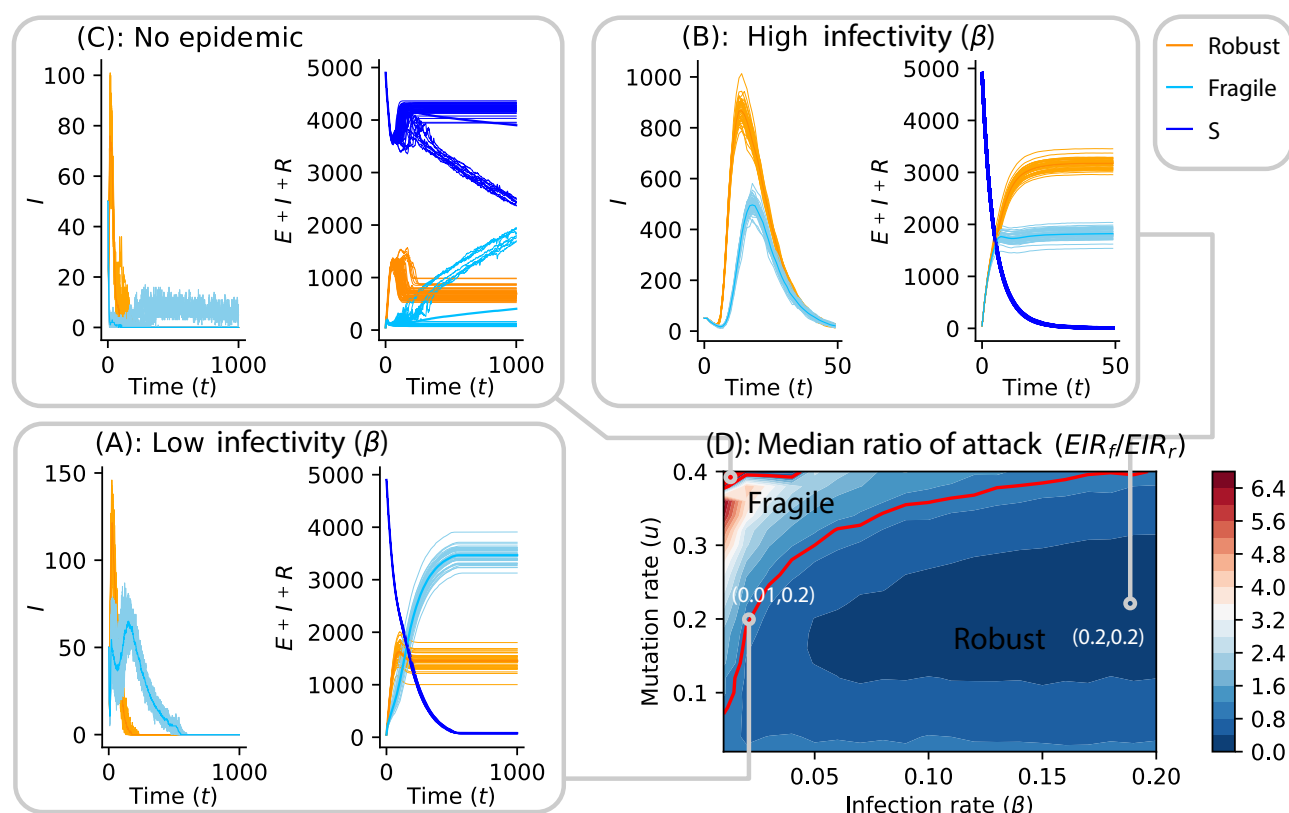 (C): No epidemic
I
100
80
60
40
20
0
0
1000
Time (t)
E + I + R
5000
4000
3000
2000
1000
0
0
1000
Time (t)
(B): High infectivity (β)
I
1000
800
600
400
200
0
0
50
Time (t)
E + I + R
5000
4000
3000
2000
1000
0
0
50
Time (t)
Robust
Fragile
S
(A): Low infectivity (β)
I
150
100
50
0
0
1000
Time (t)
E + I + R
5000
4000
3000
2000
1000
0
0
1000
Time (t)
(D): Median ratio of attack (EIRf/EIRr)
Mutation rate (u)
0.4
0.3
0.2
0.1
Fragile
(0.01,0.2)
Robust
(0.2,0.2)
0.05
0.10
0.15
0.20
Infection rate (β)
6.4
5.6
4.8
4.0
3.2
2.4
1.6
0.8
0.0